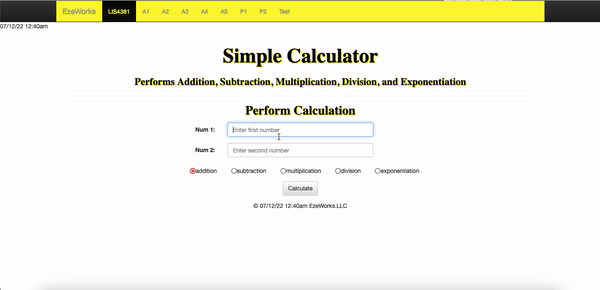 EzeWorks LIS4381 A1 A2 A3 A4 A5 P1 P2 Test
07/12/22 12:40am
Simple Calculator
Performs Addition, Subtraction, Multiplication, Division, and Exponentiation
Perform Calculation
Num 1: Enter first number
Num 2: Enter second number
addition subtraction multiplication division exponentiation
Calculate
© 07/12/22 12:40am EzeWorks.LLC